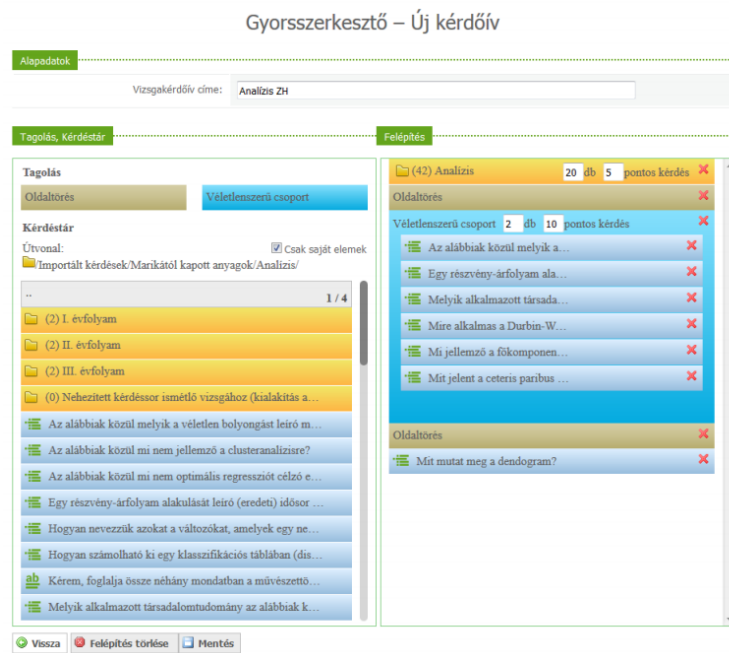 Gyorsszerkesztő – Új kérdőív
Alapadatok
Vizsgakérdőív címe: Analízis ZH
Tagolás, Kérdéstár
Tagolás
Oldaltörés Véletlenszerű csoport
Kérdéstár
Útvonal: Csak saját elemek
/Importált kérdések/Marikától kapott anyagok/Analízis/
.. 1 / 4
(2) I. évfolyam
(2) II. évfolyam
(2) III. évfolyam
(0) Nehezített kérdéssor ismétlő vizsgához (kialakítás a...
Az alábbiak közül melyik a véletlen bolyongást leíró m...
Az alábbiak közül mi nem jellemző a clusteranalízisre?
Az alábbiak közül mi nem optimális regressziót célzó e...
Egy részvény-árfolyam alakulását leíró (eredeti) idősor ...
Hogyan nevezzük azokat a változókat, amelyek egy ne...
Hogyan számolható ki egy klasszifikációs táblában (dis...
ab Kérem, foglalja össze néhány mondatban a művészettö...
Melyik alkalmazott társadalomtudomány az alábbiak k...
Felépítés
(42) Analízis 20 db 5 pontos kérdés
Oldaltörés
Véletlenszerű csoport 2 db 10 pontos kérdés
Az alábbiak közül melyik a...
Egy részvény-árfolyam ala...
Melyik alkalmazott társada...
Mire alkalmas a Durbin-W...
Mi jellemző a főkomponen...
Mit jelent a ceteris paribus ...
Oldaltörés
Mit mutat meg a dendogram?
Vissza Felépítés törlése Mentés